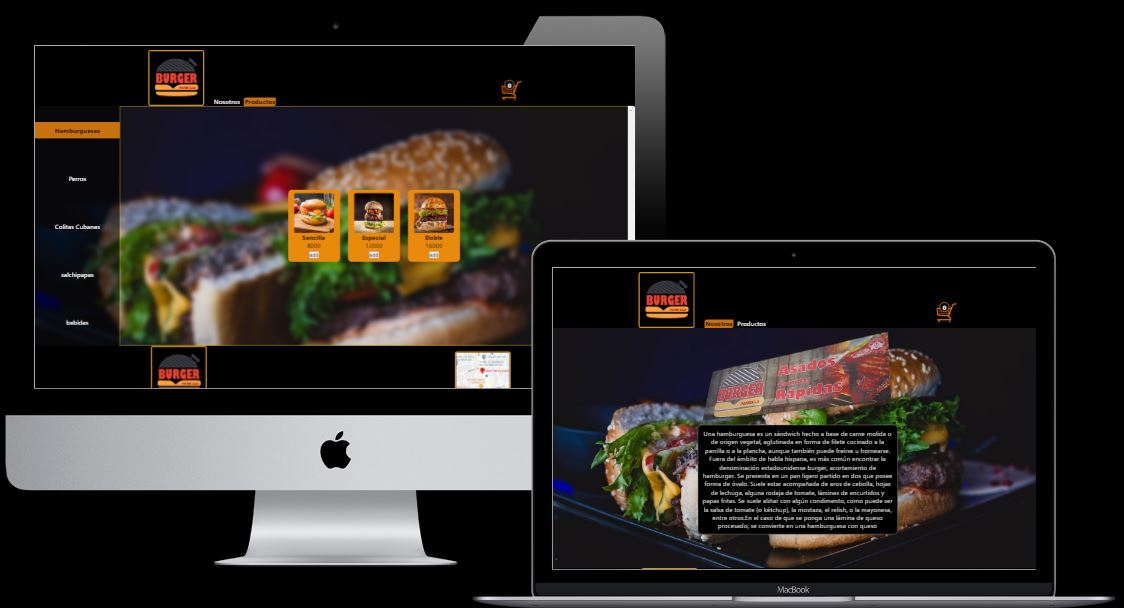 BURGER
Nosotros Productos
0
Hamburguesas
Perros
Colitas Cubanas
salchipapas
bebidas
Sencilla
8000
add
Especial
12000
add
Doble
16000
add
BURGER
BURGER
Nosotros Productos
0
BURGER
Asados
Rápidas
Una hamburguesa es un sándwich hecho a base de carne molida o
de origen vegetal, aglutinada en forma de filete cocinado a la
parrilla o a la plancha, aunque también puede freírse u hornearse.
Fuera del ámbito de habla hispana, es más común encontrar la
denominación estadounidense burger, acortamiento de
hamburger. Se presenta en un pan ligero partido en dos que posee
forma de óvalo. Suele estar acompañada de aros de cebolla, hojas
de lechuga, alguna rodaja de tomate, láminas de encurtidos y
papas fritas. Se suele aliñar con algún condimento, como puede ser
la salsa de tomate (o kétchup), la mostaza, el relish, o la mayonesa,
entre otros.En el caso de que se ponga una lámina de queso
procesado, se convierte en una hamburguesa con queso
MacBook